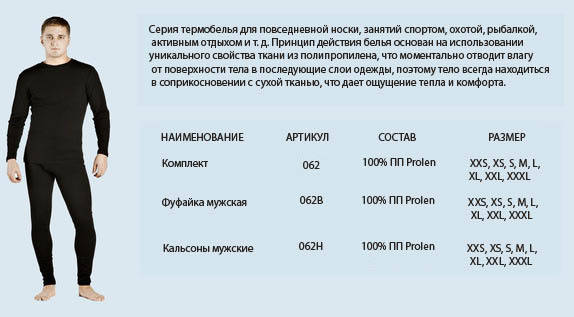 Серия термобелья для повседневной носки, занятий спортом, охотой, рыбалкой,
активным отдыхом и т. д. Принцип действия белья основан на использовании
уникального свойства ткани из полипропилена, что моментально отводит влагу
от поверхности тела в последующие слои одежды, поэтому тело всегда находиться
в соприкосновении с сухой тканью, что дает ощущение тепла и комфорта.
НАИМЕНОВАНИЕ АРТИКУЛ СОСТАВ РАЗМЕР
Комплект 062 100% ПП Prolen XXS, XS, S, M, L,
XL, XXL, XXXL
Фуфайка мужская 062В 100% ПП Prolen XXS, XS, S, M, L,
XL, XXL, XXXL
Кальсоны мужские 062Н 100% ПП Prolen XXS, XS, S, M, L,
XL, XXL, XXXL